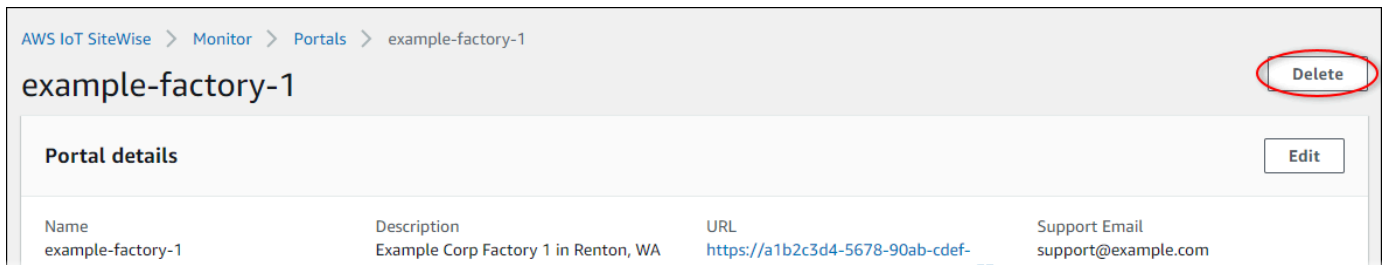 AWS IoT SiteWise > Monitor > Portals > example-factory-1
example-factory-1
Delete
Portal details
Edit
Name
Description
URL
Support Email
example-factory-1
Example Corp Factory 1 in Renton, WA
https://a1b2c3d4-5678-90ab-cdef-
support@example.com